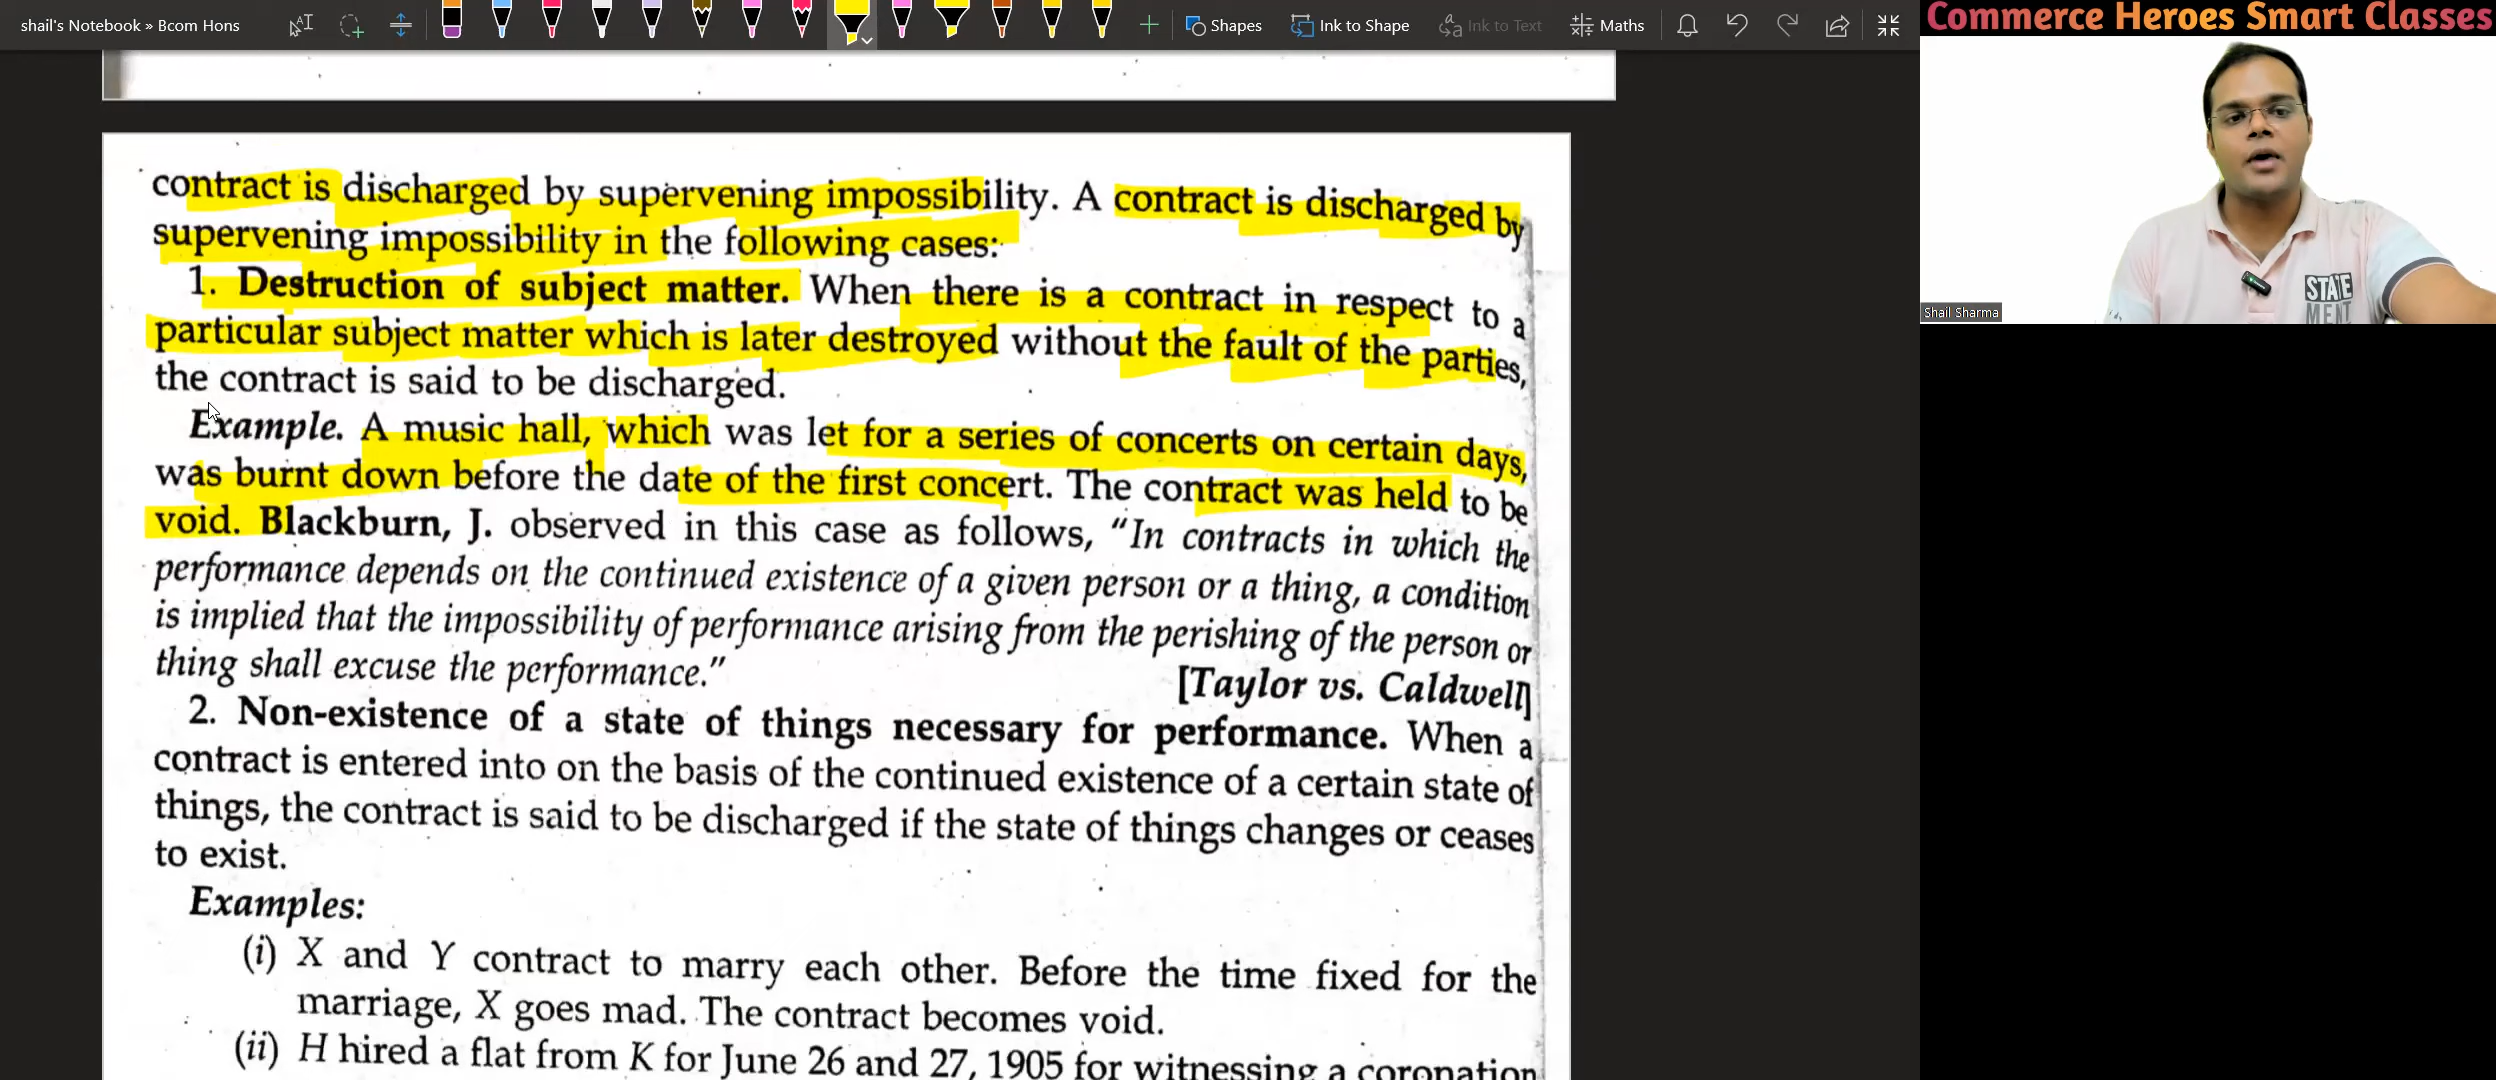 shail's Notebook » Bcom Hons
Shapes
Ink to Shape
Ink to Text
Maths
Commerce Heroes Smart Classes
STATE
MENT
Shail Sharma
contract is discharged by supervening impossibility. A contract is discharged by
supervening impossibility in the following cases:
1. Destruction of subject matter. When there is a contract in respect to a
particular subject matter which is later destroyed without the fault of the parties,
the contract is said to be discharged.
Example. A music hall, which was let for a series of concerts on certain days,
was burnt down before the date of the first concert. The contract was held to be
void. Blackburn, J. observed in this case as follows, "In contracts in which the
performance depends on the continued existence of a given person or a thing, a condition
is implied that the impossibility of performance arising from the perishing of the person or
thing shall excuse the performance."
[Taylor vs. Caldwell]
2. Non-existence of a state of things necessary for performance. When a
contract is entered into on the basis of the continued existence of a certain state of
things, the contract is said to be discharged if the state of things changes or ceases
to exist.
Examples:
(i) X and Y contract to marry each other. Before the time fixed for the
marriage, X goes mad. The contract becomes void.
(ii) H hired a flat from K for June 26 and 27, 1905 for witnessing a coronation